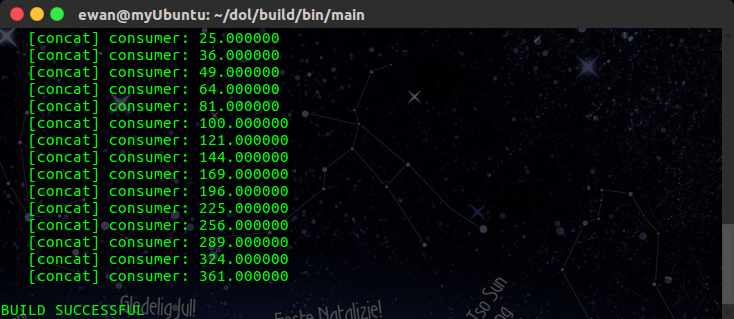 ewan@myUbuntu: ~/dol/build/bin/main
[concat] consumer: 25.000000
[concat] consumer: 36.000000
[concat] consumer: 49.000000
[concat] consumer: 64.000000
[concat] consumer: 81.000000
[concat] consumer: 100.000000
[concat] consumer: 121.000000
[concat] consumer: 144.000000
[concat] consumer: 169.000000
[concat] consumer: 196.000000
[concat] consumer: 225.000000
[concat] consumer: 256.000000
[concat] consumer: 289.000000
[concat] consumer: 324.000000
[concat] consumer: 361.000000
BUILD SUCCESSFUL
Glædelig Jul!
Feste Natalizie!
Tso Sun